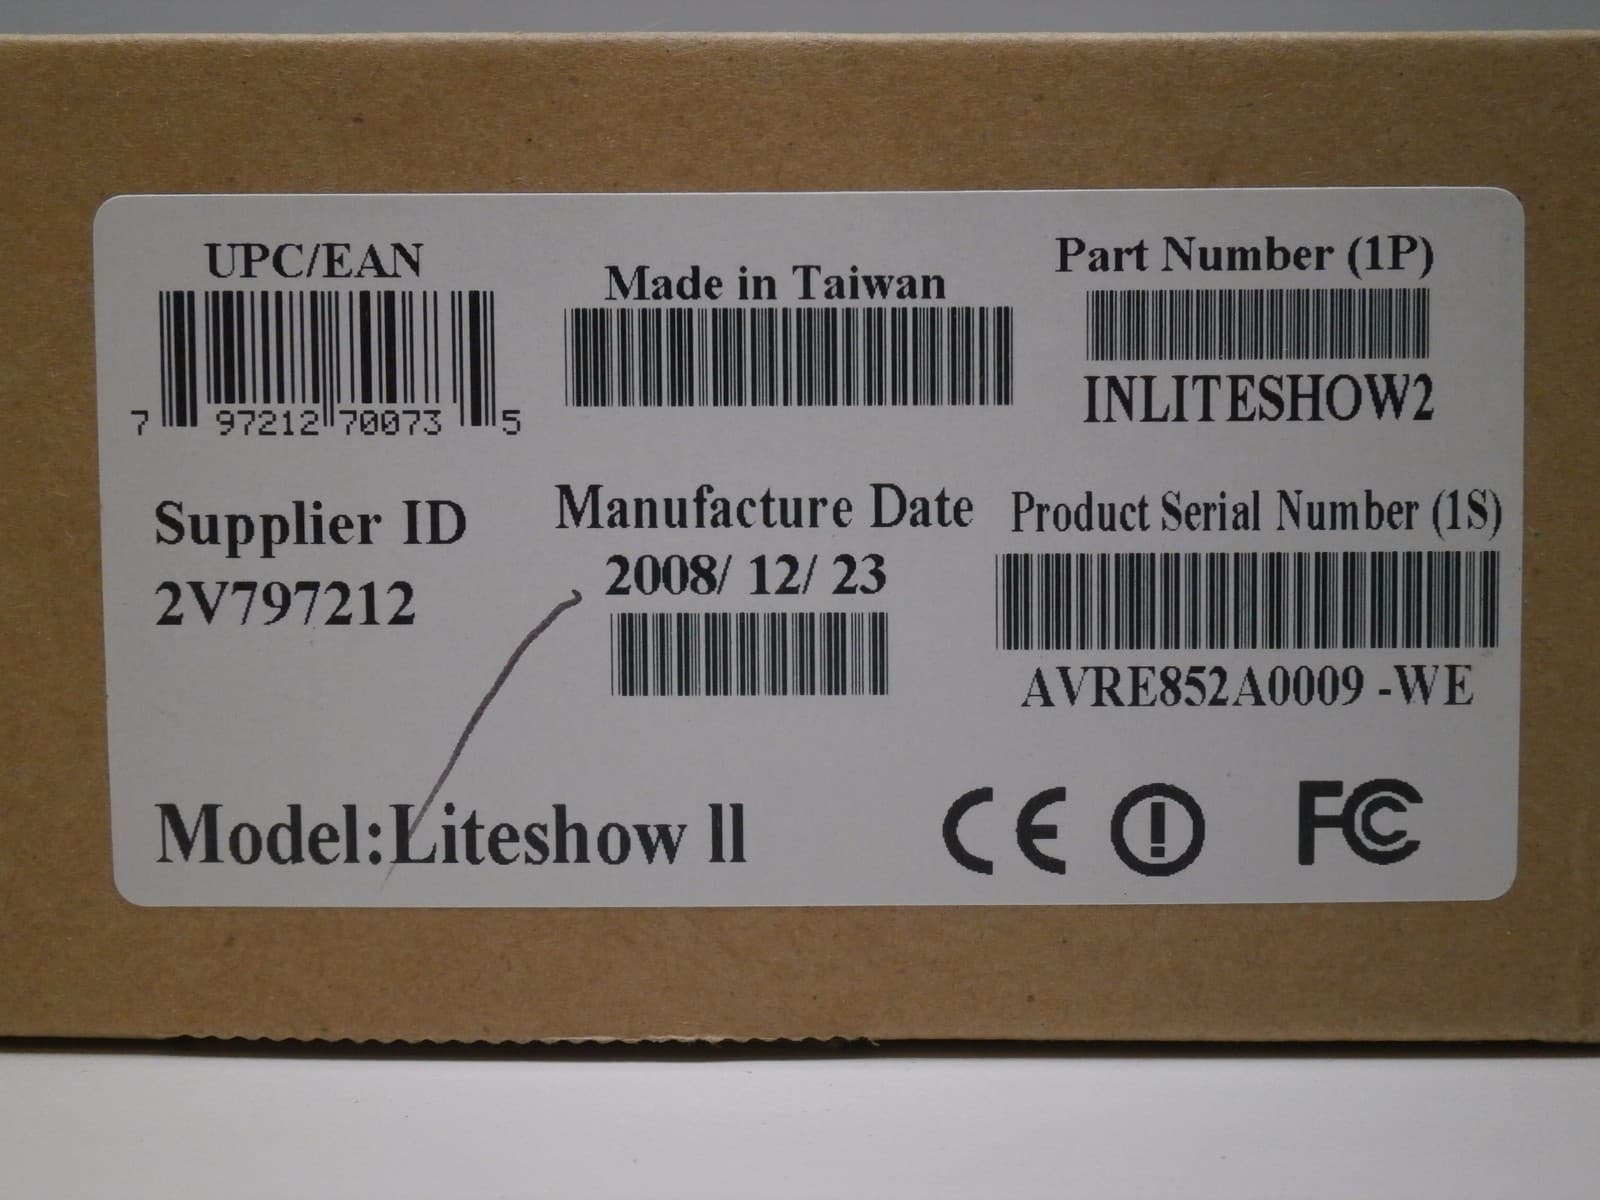 UPC/EAN
7 97212 70073 5
Made in Taiwan
Part Number (1P)
INLITESHOW2
Supplier ID
2V797212
Manufacture Date
2008/ 12/ 23
Product Serial Number (1S)
AVRE852A0009 -WE
Model:Liteshow ll
CE
FC